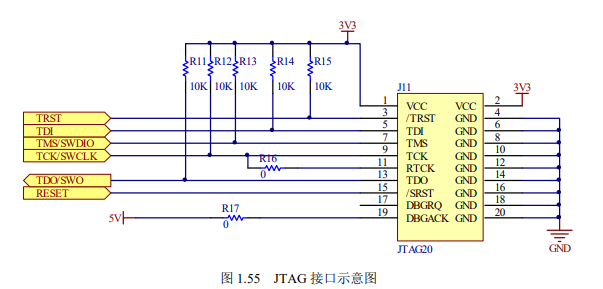 3V3
R11 R12 R13 R14 R15
10K 10K 10K 10K 10K
J11
3V3
1 VCC VCC 2
TRST 3 /TRST GND 4
TDI 5 TDI GND 6
TMS/SWDIO 7 TMS GND 8
TCK/SWCLK 9 TCK GND 10
R16
0
11 RTCK GND 12
TDO/SWO 13 TDO GND 14
RESET 15 /SRST GND 16
17 DBGRQ GND 18
5V R17 19 DBGACK GND 20
0
JTAG20
GND
图 1.55 JTAG 接口示意图